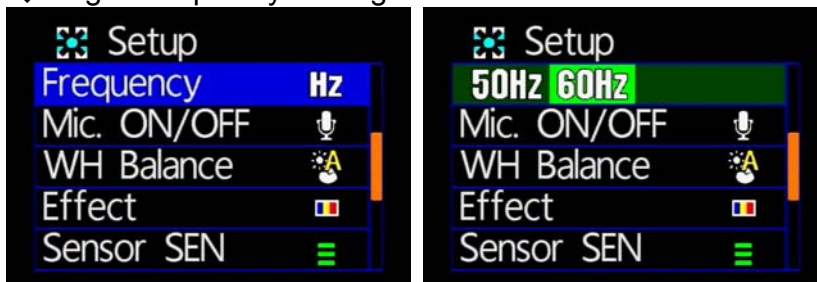 Setup
Frequency Hz
Mic. ON/OFF
WH Balance A
Effect
Sensor SEN
Setup
50Hz 60Hz
Mic. ON/OFF
WH Balance A
Effect
Sensor SEN